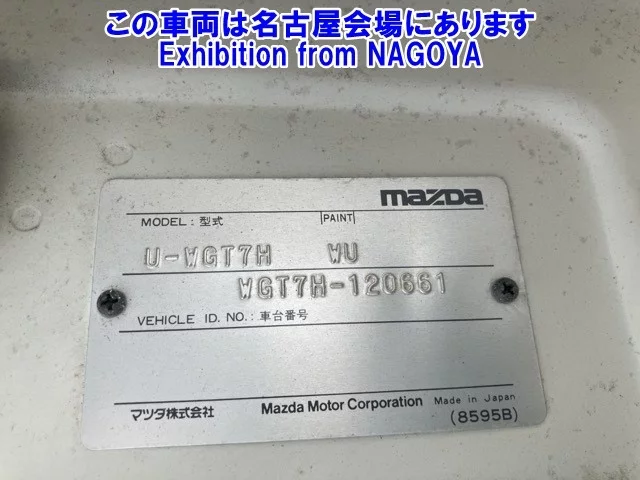 この車両は名古屋会場にあります
Exhibition from NAGOYA
mazDa
MODEL: 型式 PAINT
U-WGT7H WU
WGT7H-120661
VEHICLE ID. NO.: 車台番号
マツダ株式会社 Mazda Motor Corporation Made in Japan
(8595B)